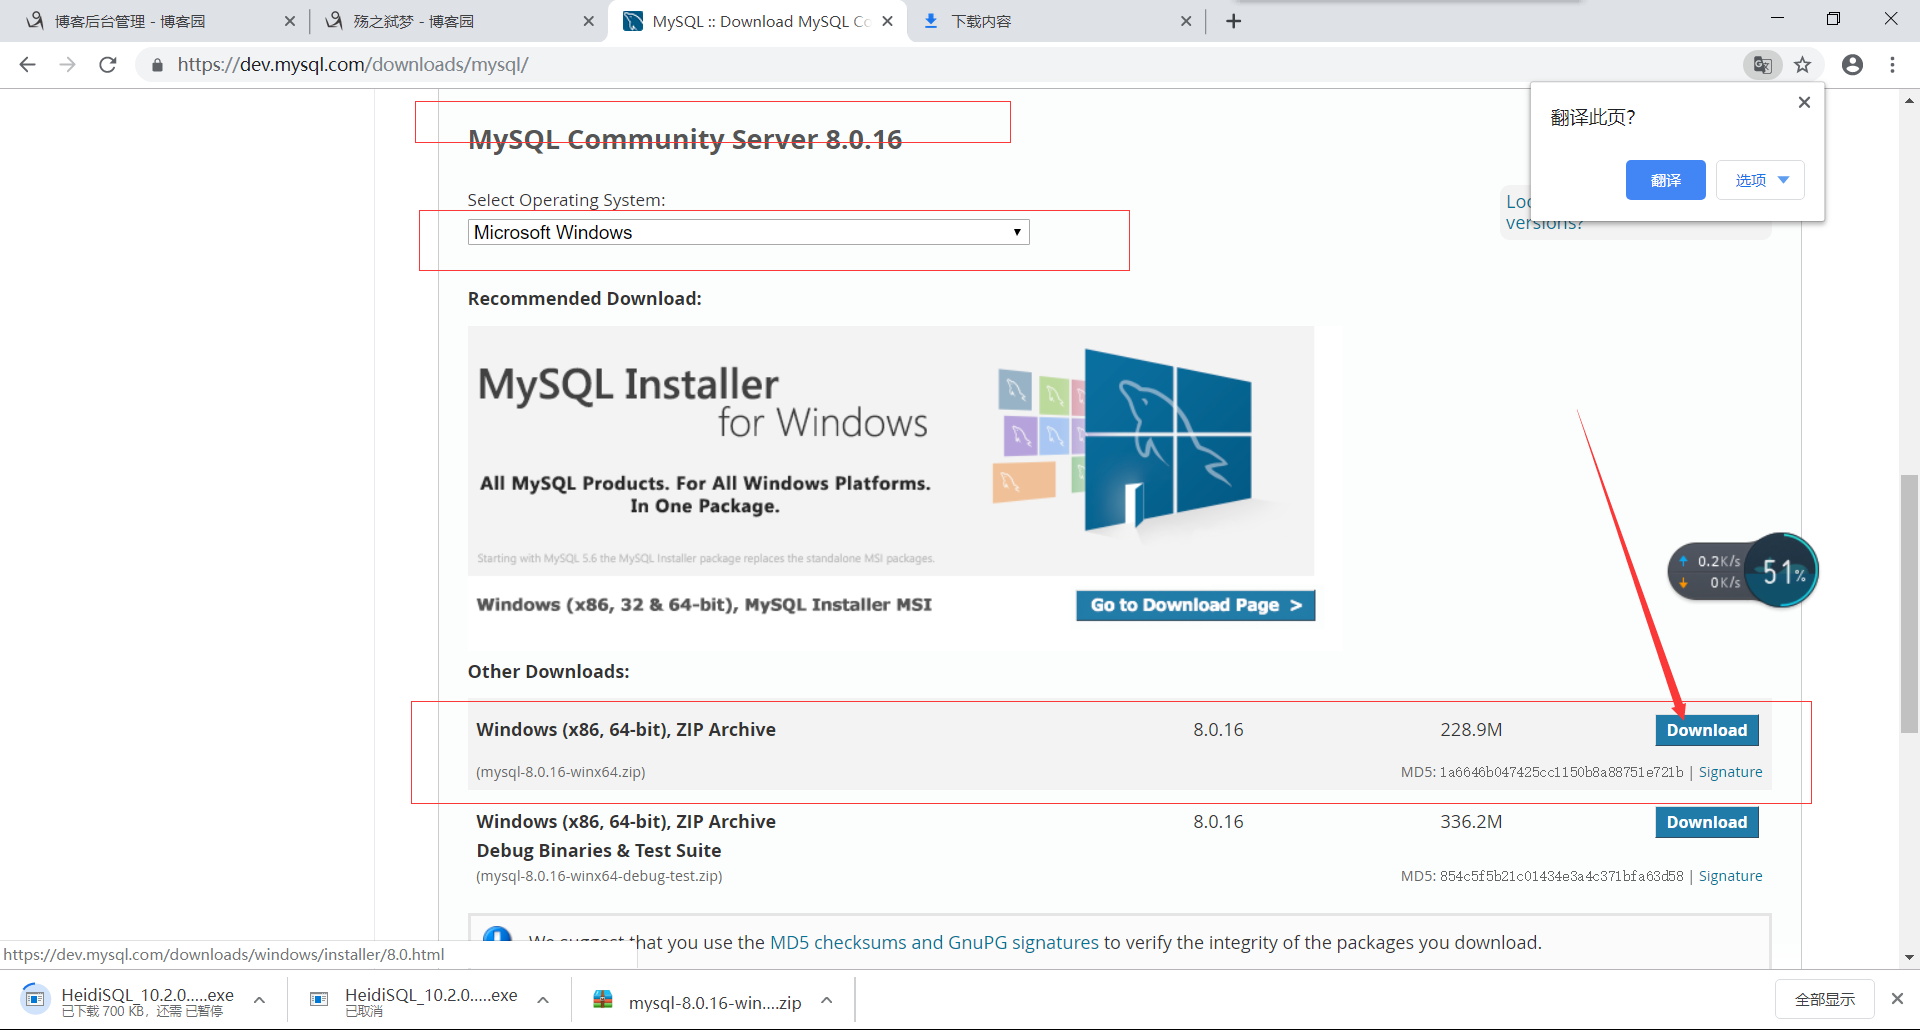 博客后台管理 - 博客园
殇之弑梦 - 博客园
MySQL :: Download MySQL Co
下载内容
https://dev.mysql.com/downloads/mysql/
翻译此页?
翻译
选项
MySQL Community Server 8.0.16
Select Operating System:
Microsoft Windows
versions?
Recommended Download:
MySQL Installer
for Windows
All MySQL Products. For All Windows Platforms.
In One Package.
Starting with MySQL 5.6 the MySQL Installer package replaces the standalone MSI packages.
Windows (x86, 32 & 64-bit), MySQL Installer MSI
Go to Download Page >
0.2K/s
0K/s
51%
Other Downloads:
Windows (x86, 64-bit), ZIP Archive 8.0.16 228.9M Download
(mysql-8.0.16-winx64.zip) MD5: 1a6646b047425cc1150b8a88751e721b | Signature
Windows (x86, 64-bit), ZIP Archive 8.0.16 336.2M Download
Debug Binaries & Test Suite
(mysql-8.0.16-winx64-debug-test.zip) MD5: 854c5f5b21c01434e3a4c371bfa63d58 | Signature
We suggest that you use the MD5 checksums and GnuPG signatures to verify the integrity of the packages you download.
https://dev.mysql.com/downloads/windows/installer/8.0.html
HeidiSQL_10.2.0.....exe
已下载 700 KB，还需 已暂停
HeidiSQL_10.2.0.....exe
已取消
mysql-8.0.16-win....zip
全部显示